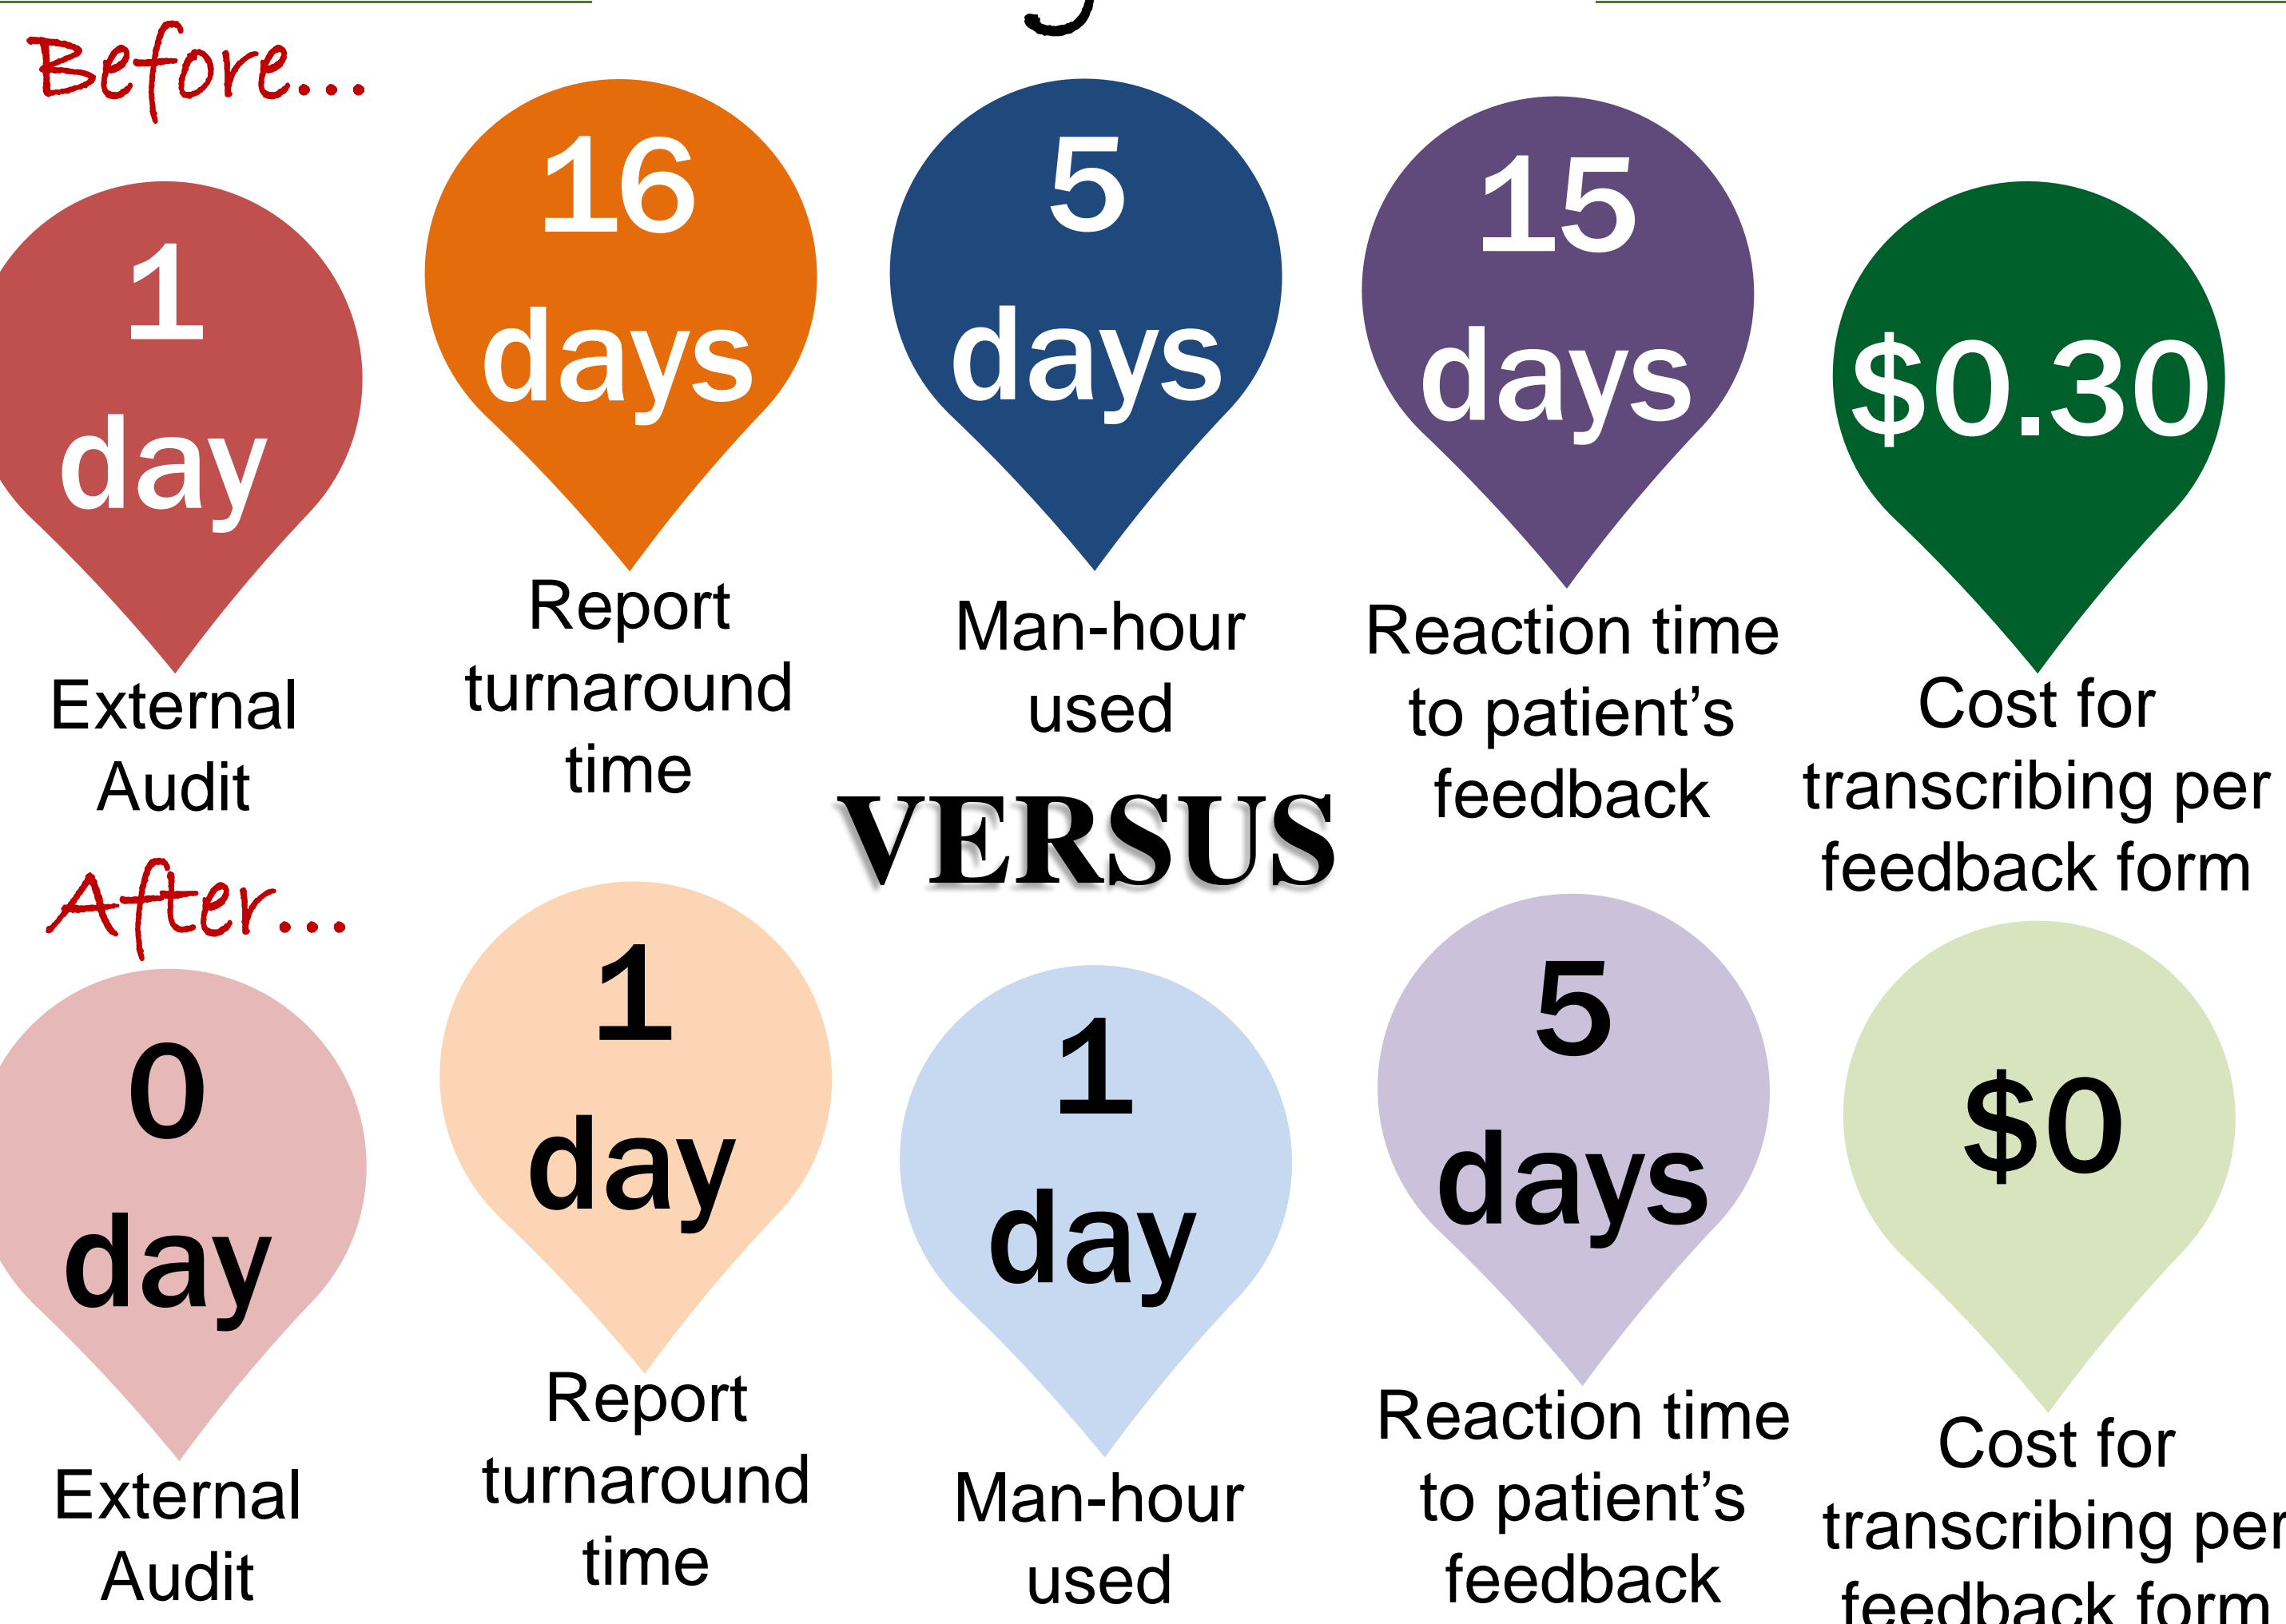 Before...
1
day
External
Audit
16
days
Report
turnaround
time
5
days
Man-hour
used
15
days
Reaction time
to patient’s
feedback
$0.30
Cost for
transcribing per
feedback form
VERSUS
After...
0
day
External
Audit
1
day
Report
turnaround
time
1
day
Man-hour
used
5
days
Reaction time
to patient’s
feedback
$0
Cost for
transcribing per
feedback form